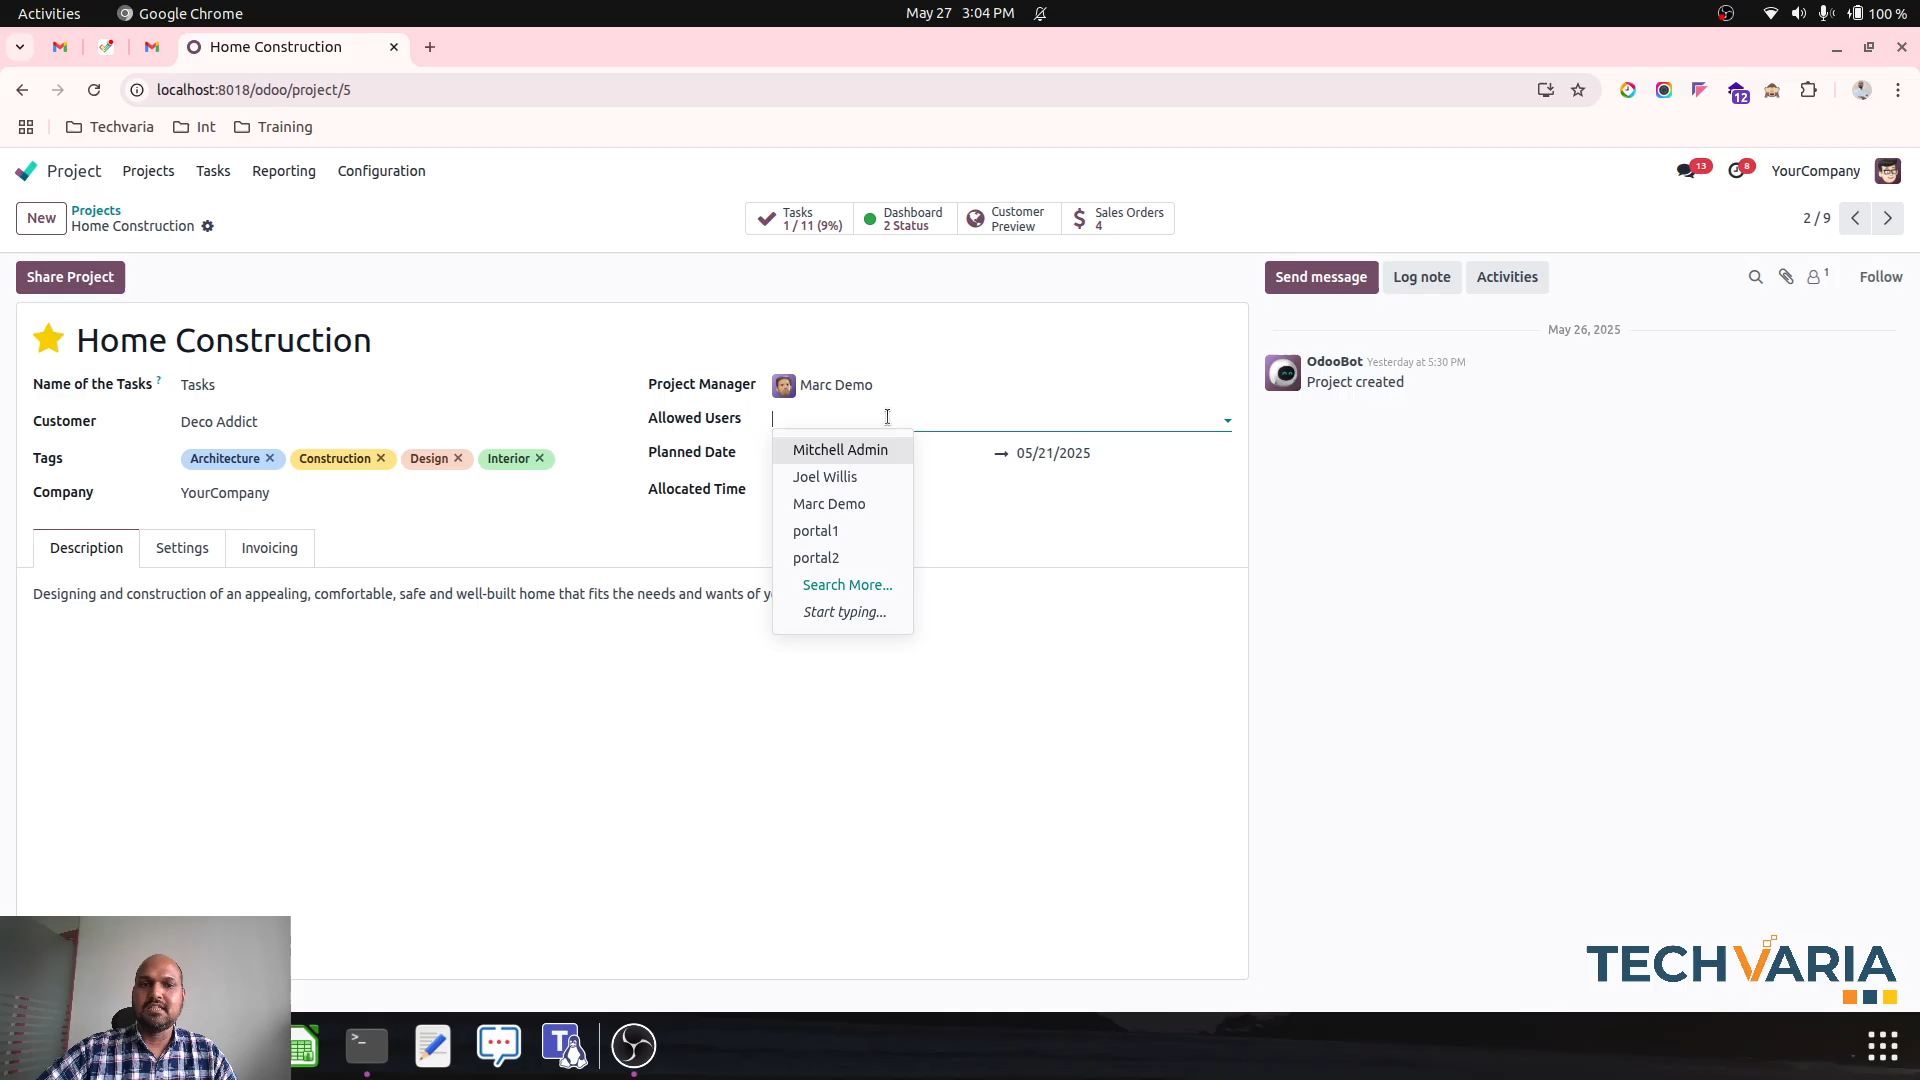 Activities
Google Chrome
May 27 3:04 PM
100 %
Home Construction
localhost:8018/odoo/project/5
12
Techvaria
Int
Training
Project
Projects
Tasks
Reporting
Configuration
13
8
YourCompany
New
Projects
Home Construction
Tasks
1 / 11 (9%)
Dashboard
2 Status
Customer
Preview
Sales Orders
4
2 / 9
Share Project
Send message
Log note
Activities
1
Follow
Home Construction
Name of the Tasks ?
Tasks
Customer
Deco Addict
Tags
Architecture
Construction
Design
Interior
Company
YourCompany
Project Manager
Marc Demo
Allowed Users
Planned Date
05/21/2025
Allocated Time
Mitchell Admin
Joel Willis
Marc Demo
portal1
portal2
Search More...
Start typing...
Description
Settings
Invoicing
Designing and construction of an appealing, comfortable, safe and well-built home that fits the needs and wants of y
May 26, 2025
OdooBot Yesterday at 5:30 PM
Project created
TECHVARIA